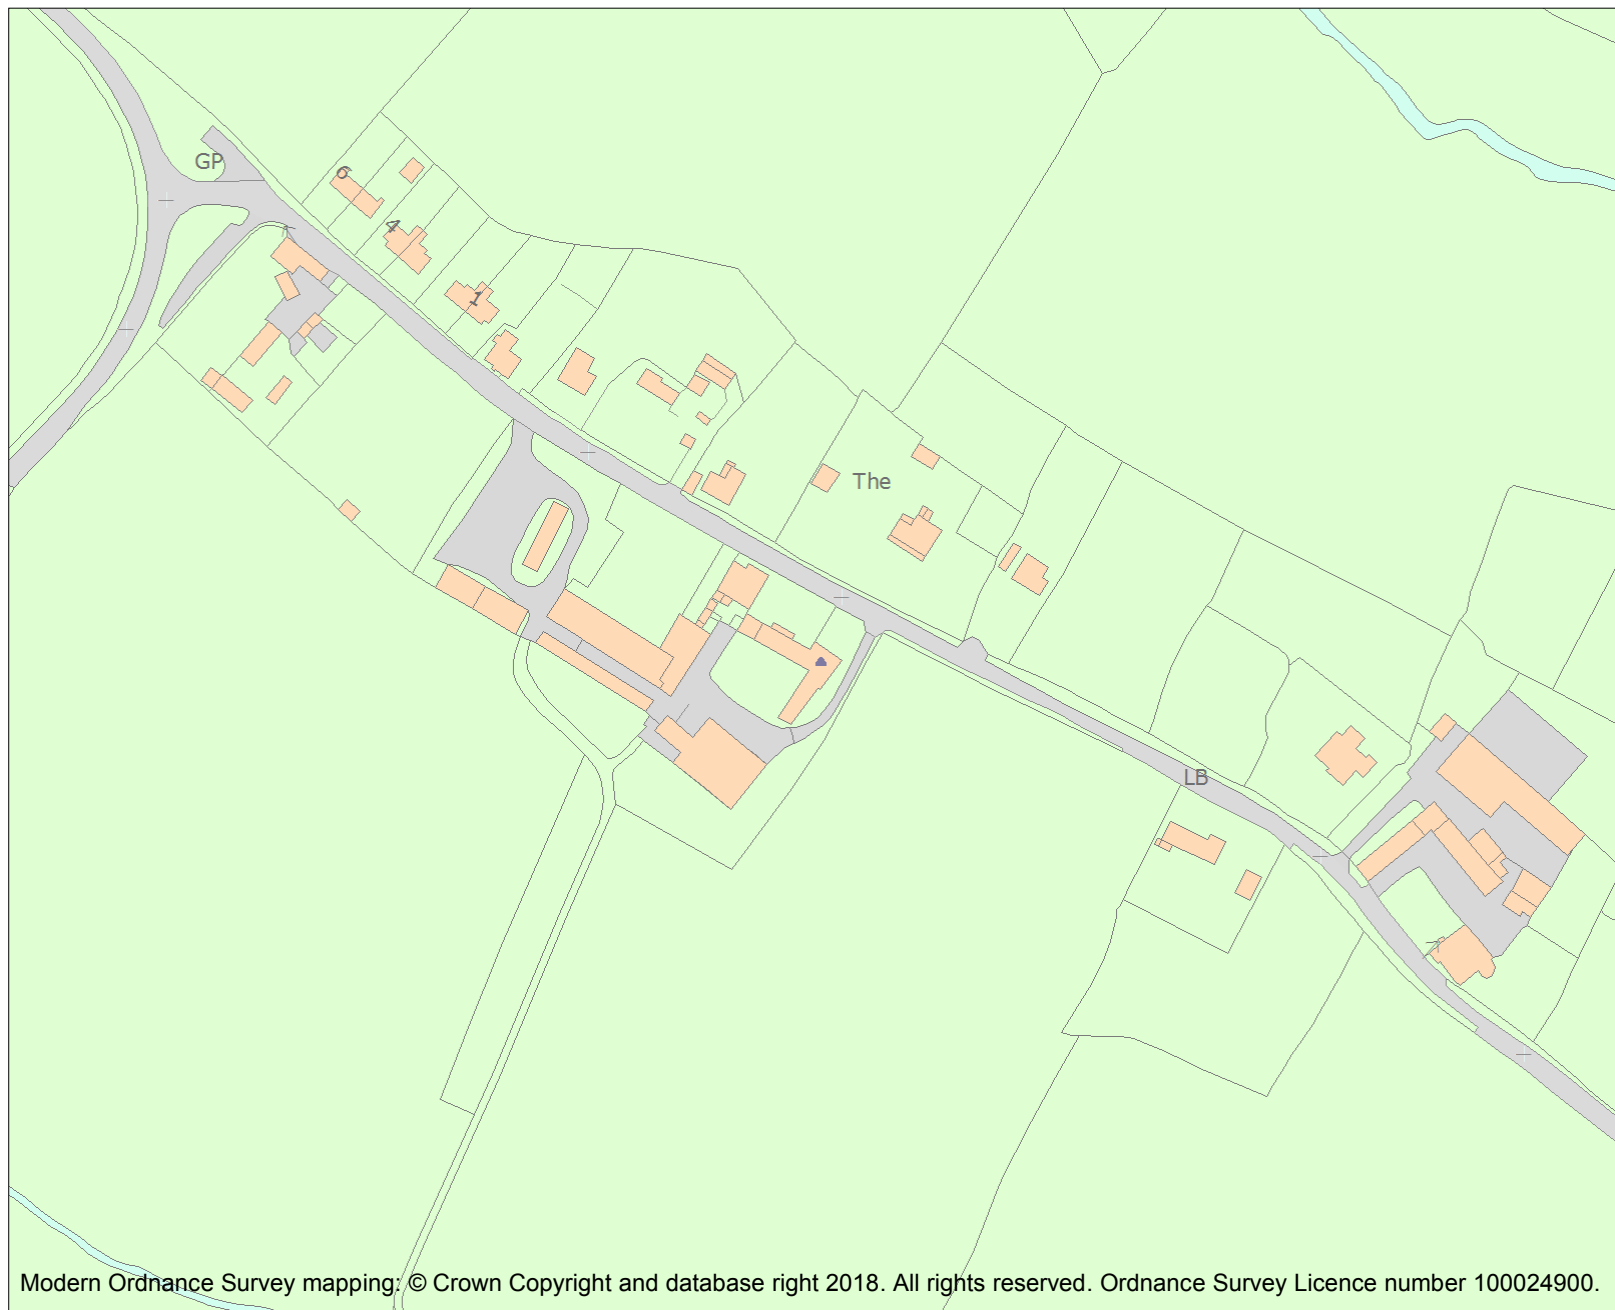 GP
6
4
1
The
LB
Modern Ordnance Survey mapping: © Crown Copyright and database right 2018. All rights reserved. Ordnance Survey Licence number 100024900.